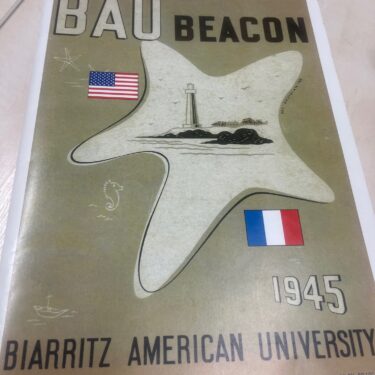 BAU BEACON
1945
BIARRITZ AMERICAN UNIVERSITY